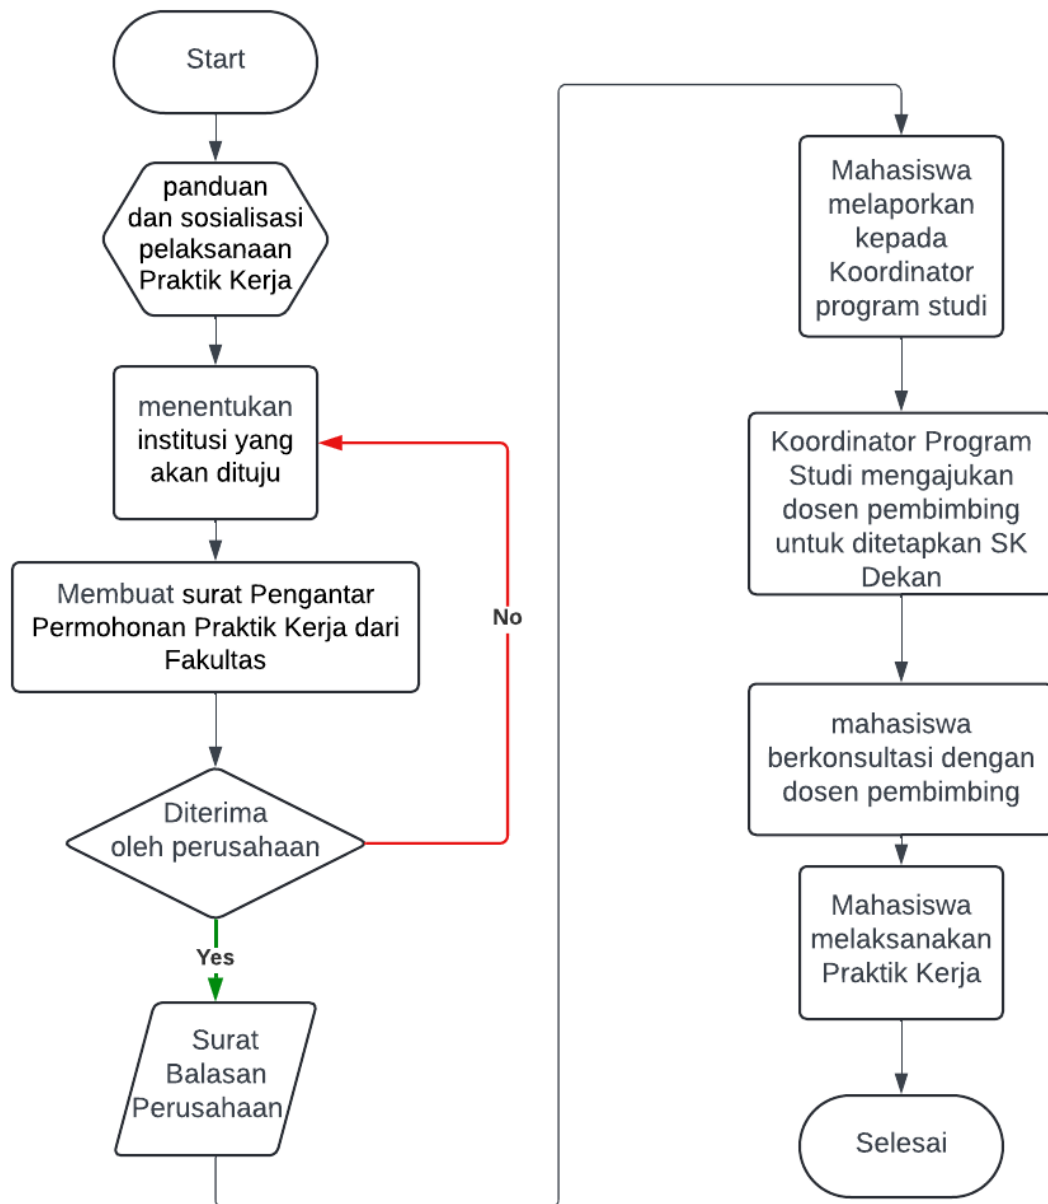 Start
panduan
dan sosialisasi
pelaksanaan
Praktik Kerja
menentukan
institusi yang
akan dituju
Membuat surat Pengantar
Permohonan Praktik Kerja dari
Fakultas
No
Diterima
oleh perusahaan
Yes
Surat
Balasan
Perusahaan
Mahasiswa
melaporkan
kepada
Koordinator
program studi
Koordinator Program
Studi mengajukan
dosen pembimbing
untuk ditetapkan SK
Dekan
mahasiswa
berkonsultasi dengan
dosen pembimbing
Mahasiswa
melaksanakan
Praktik Kerja
Selesai